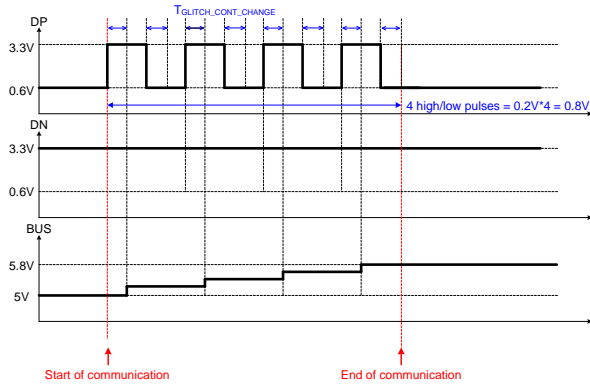 T_GLITCH_CONT_CHANGE
DP
3.3V
0.6V
4 high/low pulses = 0.2V*4 = 0.8V
DN
3.3V
0.6V
BUS
5.8V
5V
Start of communication
End of communication